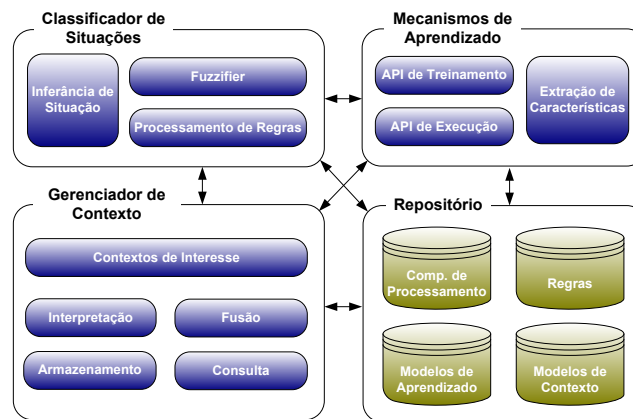 Classificador de
Situações
Inferância de
Situação
Fuzzifier
Processamento de Regras
Mecanismos de
Aprendizado
API de Treinamento
API de Execução
Extração de
Características
Gerenciador de
Contexto
Contextos de Interesse
Interpretação
Fusão
Armazenamento
Consulta
Repositório
Comp. de
Processamento
Regras
Modelos de
Aprendizado
Modelos de
Contexto